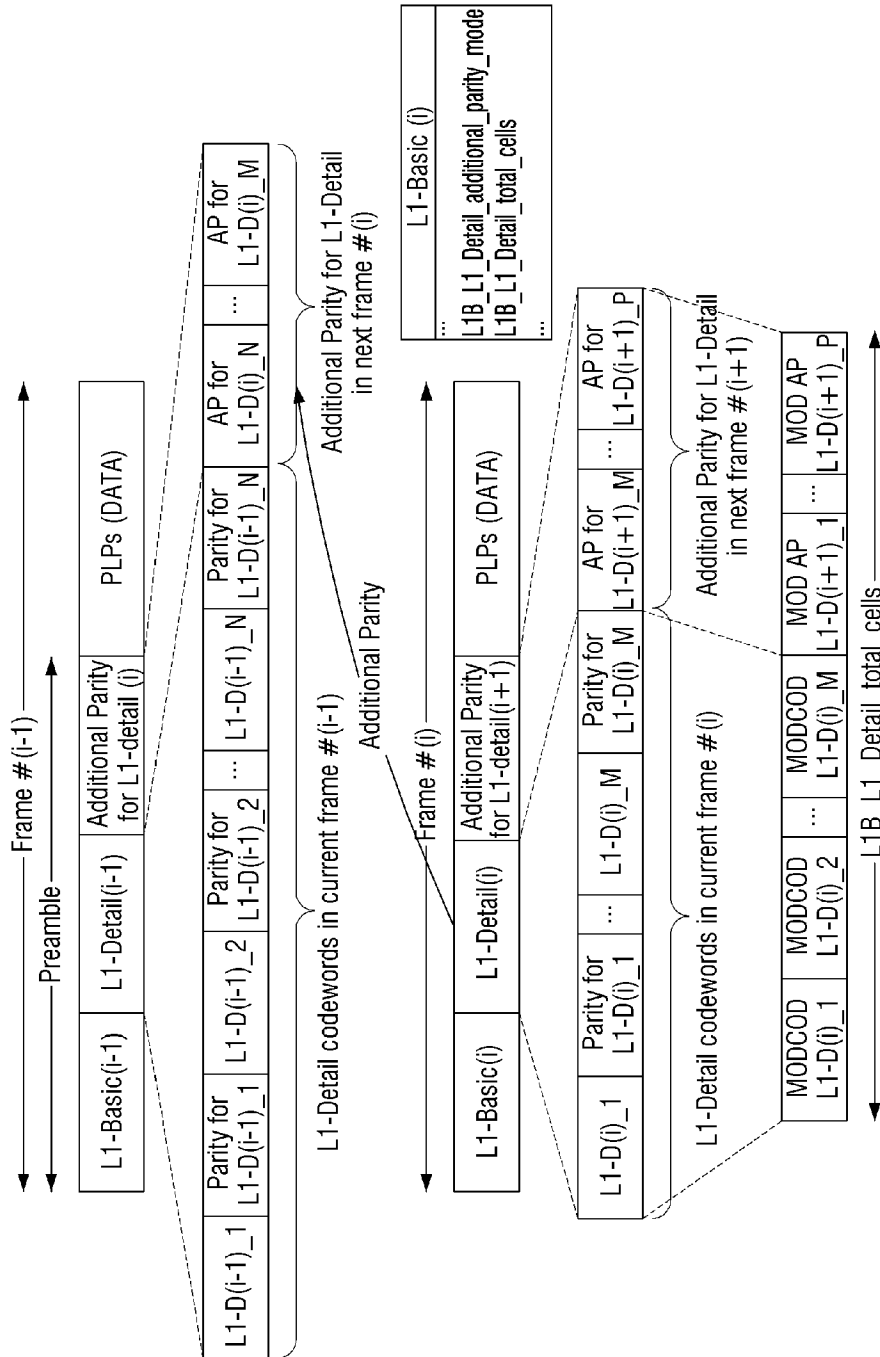 Frame #(i-1)
Preamble
L1-Basic(i-1)
L1-Detail(i-1)
Additional Parity
for L1-detail (i)
PLPs (DATA)
L1-D(i-1)_1
Parity for
L1-D(i-1)_1
L1-D(i-1)_2
Parity for
L1-D(i-1)_2
...
L1-D(i-1)_N
Parity for
L1-D(i-1)_N
AP for
L1-D(i)_N
...
AP for
L1-D(i)_M
L1-Detail codewords in current frame #(i-1)
Additional Parity for L1-Detail
in next frame #(i)
Additional Parity
Frame #(i)
L1-Basic(i)
L1-Detail(i)
Additional Parity
for L1-detail(i+1)
PLPs (DATA)
L1-Basic (i)
...
L1B_L1_Detail_additional_parity_mode
L1B_L1_Detail_total_cells
...
L1-D(i)_1
Parity for
L1-D(i)_1
...
L1-D(i)_M
Parity for
L1-D(i)_M
AP for
L1-D(i+1)_M
...
AP for
L1-D(i+1)_P
L1-Detail codewords in current frame #(i)
Additional Parity for L1-Detail
in next frame #(i+1)
MODCOD
L1-D(i)_1
MODCOD
L1-D(i)_2
...
MODCOD
L1-D(i)_M
MOD AP
L1-D(i+1)_1
...
MOD AP
L1-D(i+1)_P
L1B_L1_Detail_total_cells